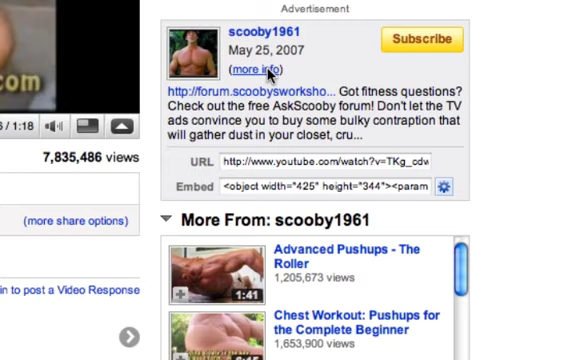 Advertisement
scooby1961
May 25, 2007
(more info)
Subscribe
http://forum.scoobysworksho... Got fitness questions?
Check out the free AskScooby forum! Don't let the TV
ads convince you to buy some bulky contraption that
will gather dust in your closet, cru...
URL http://www.youtube.com/watch?v=TKg_cdw
Embed <object width="425" height="344"><param
com
/ 1:18
7,835,486 views
(more share options)
in to post a Video Response
More From: scooby1961
Advanced Pushups - The
Roller
1,205,673 views
1:41
Chest Workout: Pushups for
the Complete Beginner
1,653,900 views